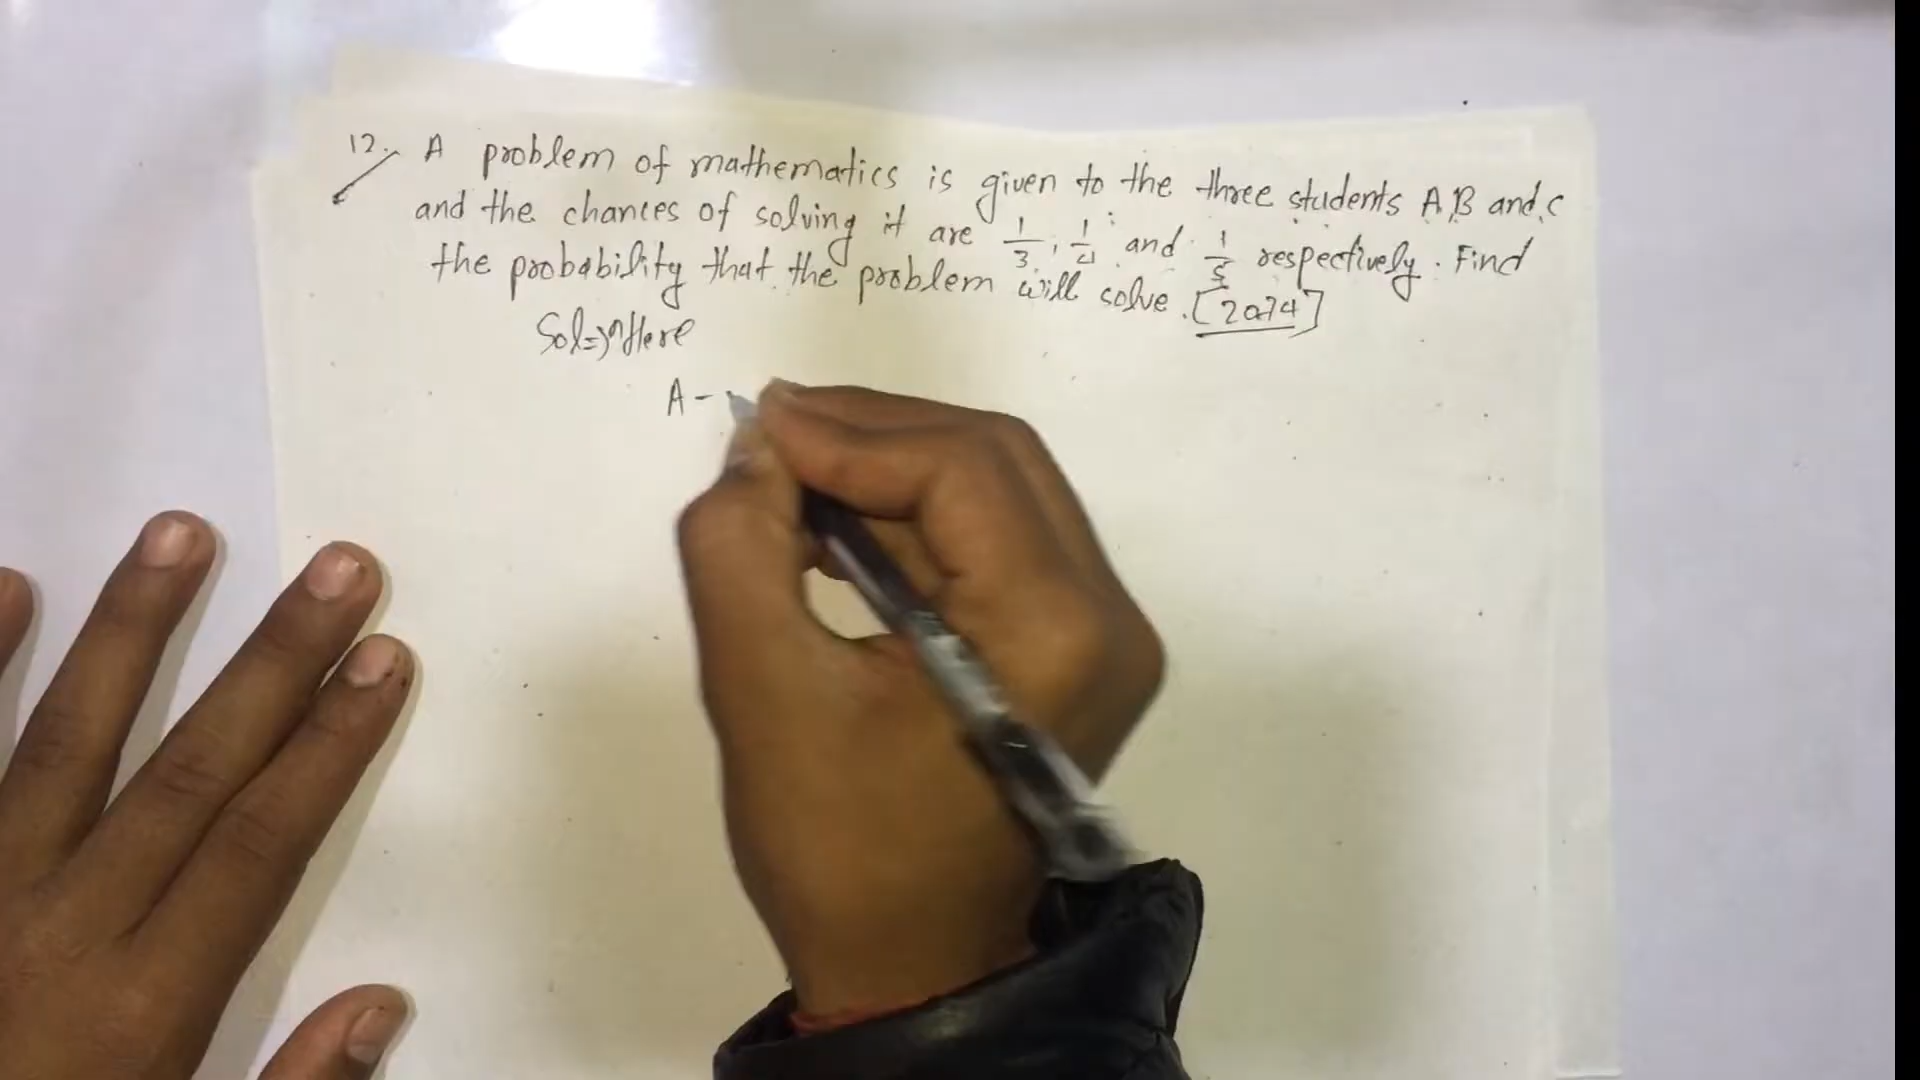 12. A problem of mathematics is given to the three students A, B and C
and the chances of solving it are 1/3, 1/4 and 1/5 respectively. Find
the probability that the problem will solve. [2074]
Sol=>ⁿ Here
A -